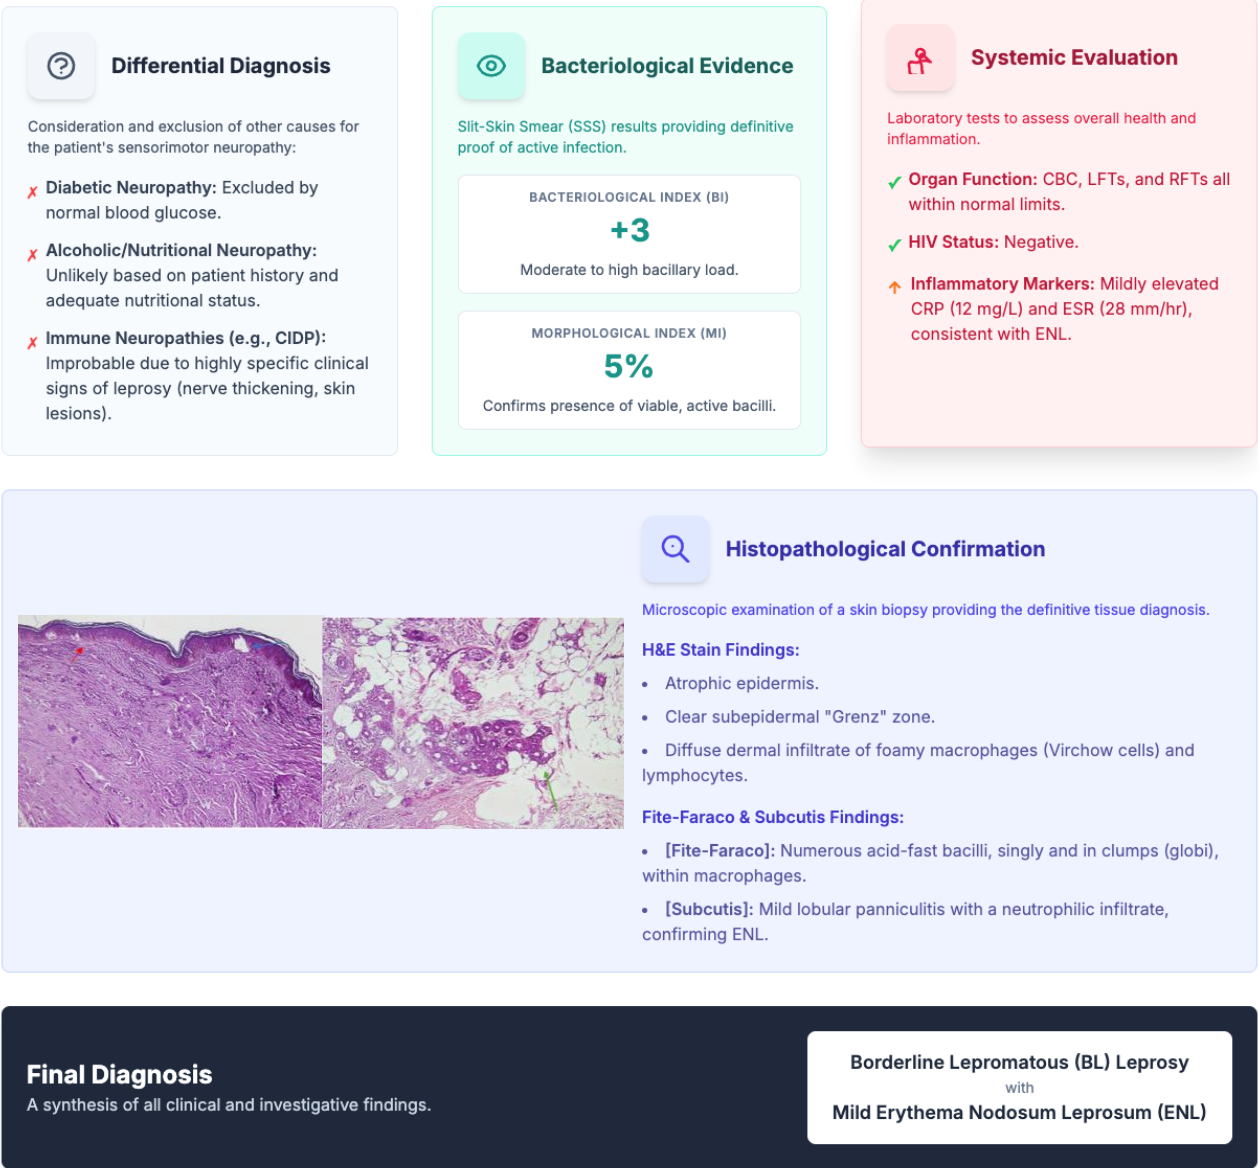 Differential Diagnosis
Consideration and exclusion of other causes for
the patient's sensorimotor neuropathy:
✗ Diabetic Neuropathy: Excluded by
normal blood glucose.
✗ Alcoholic/Nutritional Neuropathy:
Unlikely based on patient history and
adequate nutritional status.
✗ Immune Neuropathies (e.g., CIDP):
Improbable due to highly specific clinical
signs of leprosy (nerve thickening, skin
lesions).
Bacteriological Evidence
Slit-Skin Smear (SSS) results providing definitive
proof of active infection.
BACTERIOLOGICAL INDEX (BI)
+3
Moderate to high bacillary load.
MORPHOLOGICAL INDEX (MI)
5%
Confirms presence of viable, active bacilli.
Systemic Evaluation
Laboratory tests to assess overall health and
inflammation.
✓ Organ Function: CBC, LFTs, and RFTs all
within normal limits.
✓ HIV Status: Negative.
↑ Inflammatory Markers: Mildly elevated
CRP (12 mg/L) and ESR (28 mm/hr),
consistent with ENL.
Histopathological Confirmation
Microscopic examination of a skin biopsy providing the definitive tissue diagnosis.
H&E Stain Findings:
• Atrophic epidermis.
• Clear subepidermal "Grenz" zone.
• Diffuse dermal infiltrate of foamy macrophages (Virchow cells) and
lymphocytes.
Fite-Faraco & Subcutis Findings:
• [Fite-Faraco]: Numerous acid-fast bacilli, singly and in clumps (globi),
within macrophages.
• [Subcutis]: Mild lobular panniculitis with a neutrophilic infiltrate,
confirming ENL.
Final Diagnosis
A synthesis of all clinical and investigative findings.
Borderline Lepromatous (BL) Leprosy
with
Mild Erythema Nodosum Leprosum (ENL)